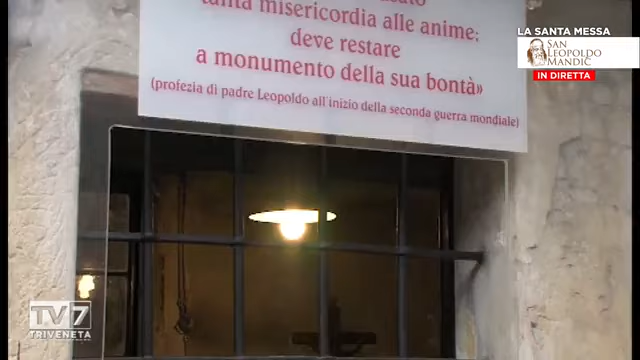 tanta misericordia alle anime;
deve restare
a monumento della sua bontà»
(profezia di padre Leopoldo all'inizio della seconda guerra mondiale)
LA SANTA MESSA
SAN
LEOPOLDO
MANDIĆ
IN DIRETTA
TV7
TRIVENETA